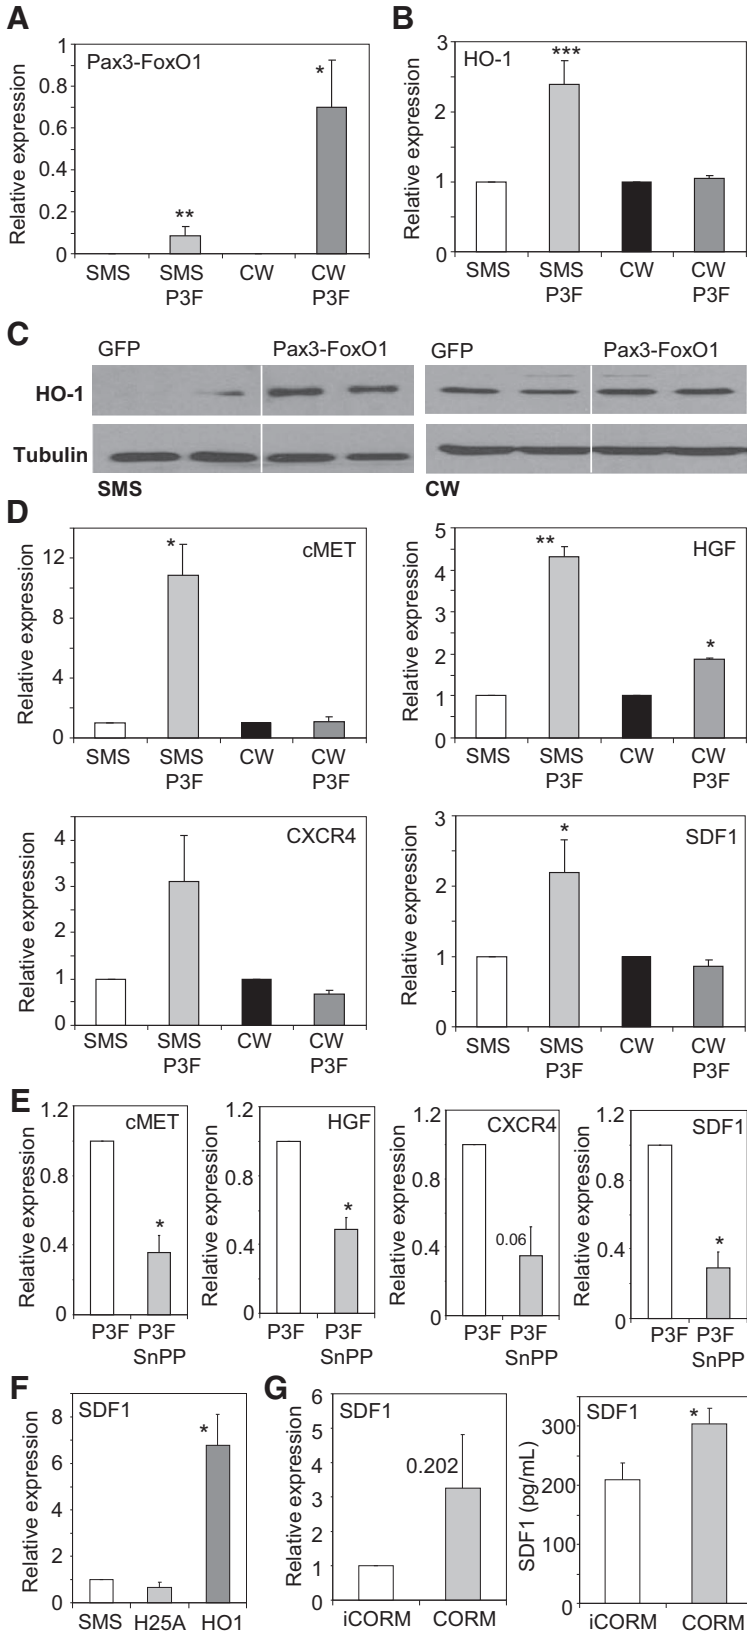 A
Pax3-FoxO1
Relative expression
1
0.8
0.6
0.4
0.2
0
*
**
SMS
SMS P3F
CW
CW P3F
B
HO-1
Relative expression
3
2
1
0
***
SMS
SMS P3F
CW
CW P3F
C
GFP
Pax3-FoxO1
GFP
Pax3-FoxO1
HO-1
Tubulin
SMS
CW
D
cMET
Relative expression
12
8
4
0
*
SMS
SMS P3F
CW
CW P3F
HGF
Relative expression
5
4
3
2
1
0
**
*
SMS
SMS P3F
CW
CW P3F
CXCR4
Relative expression
4
3
2
1
0
SMS
SMS P3F
CW
CW P3F
SDF1
Relative expression
3
2
1
0
*
SMS
SMS P3F
CW
CW P3F
E
cMET
Relative expression
1.2
0.8
0.4
0
*
P3F
P3F SnPP
HGF
Relative expression
1.2
0.8
0.4
0
*
P3F
P3F SnPP
CXCR4
Relative expression
1.2
0.8
0.4
0
0.06
P3F
P3F SnPP
SDF1
Relative expression
1.2
0.8
0.4
0
*
P3F
P3F SnPP
F
SDF1
Relative expression
8
6
4
2
0
*
SMS
H25A
HO1
G
SDF1
Relative expression
6
5
4
3
2
1
0
0.202
iCORM
CORM
SDF1
SDF1 (pg/mL)
300
200
100
0
*
iCORM
CORM